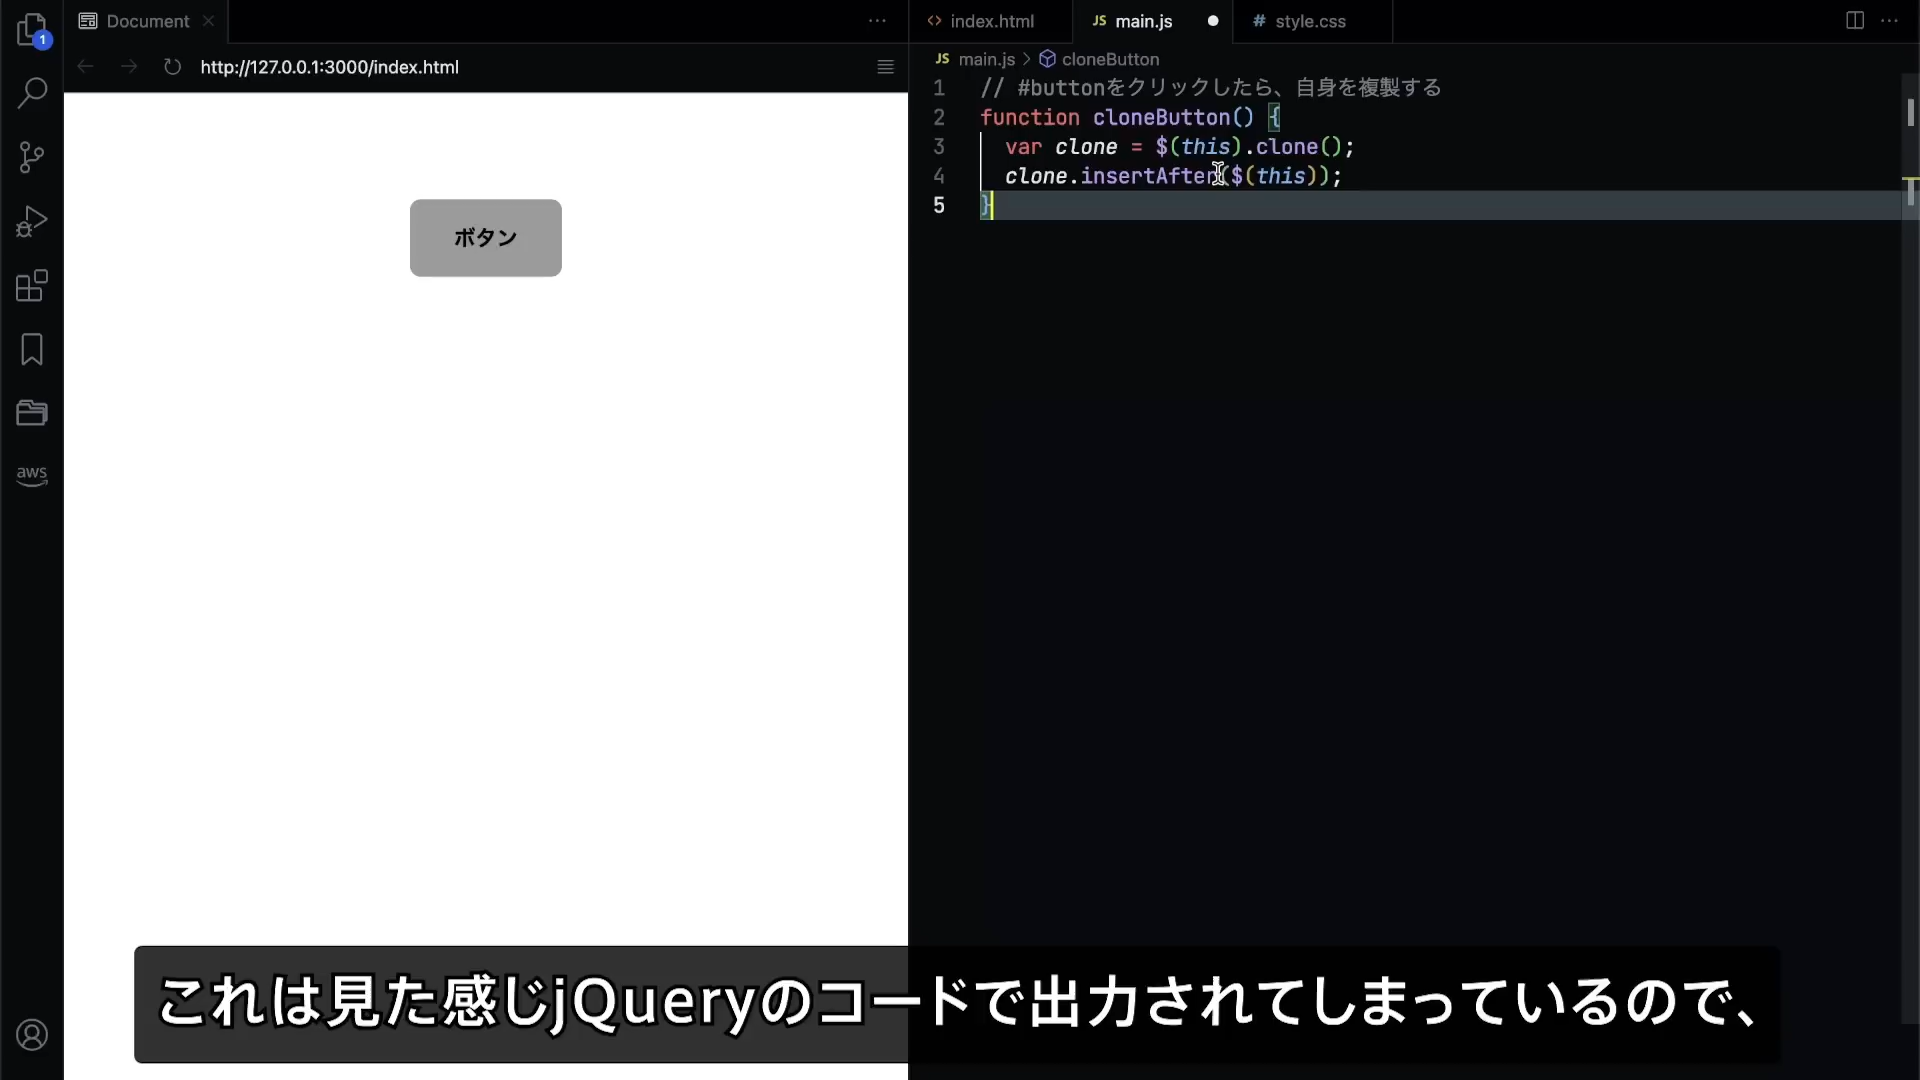 1
Document
http://127.0.0.1:3000/index.html
ボタン
aws
index.html
JS main.js
# style.css
JS main.js > cloneButton
1 // #buttonをクリックしたら、自身を複製する
2 function cloneButton() {
3 var clone = $(this).clone();
4 clone.insertAfter($(this));
5 }
これは見た感じjQueryのコードで出力されてしまっているので、